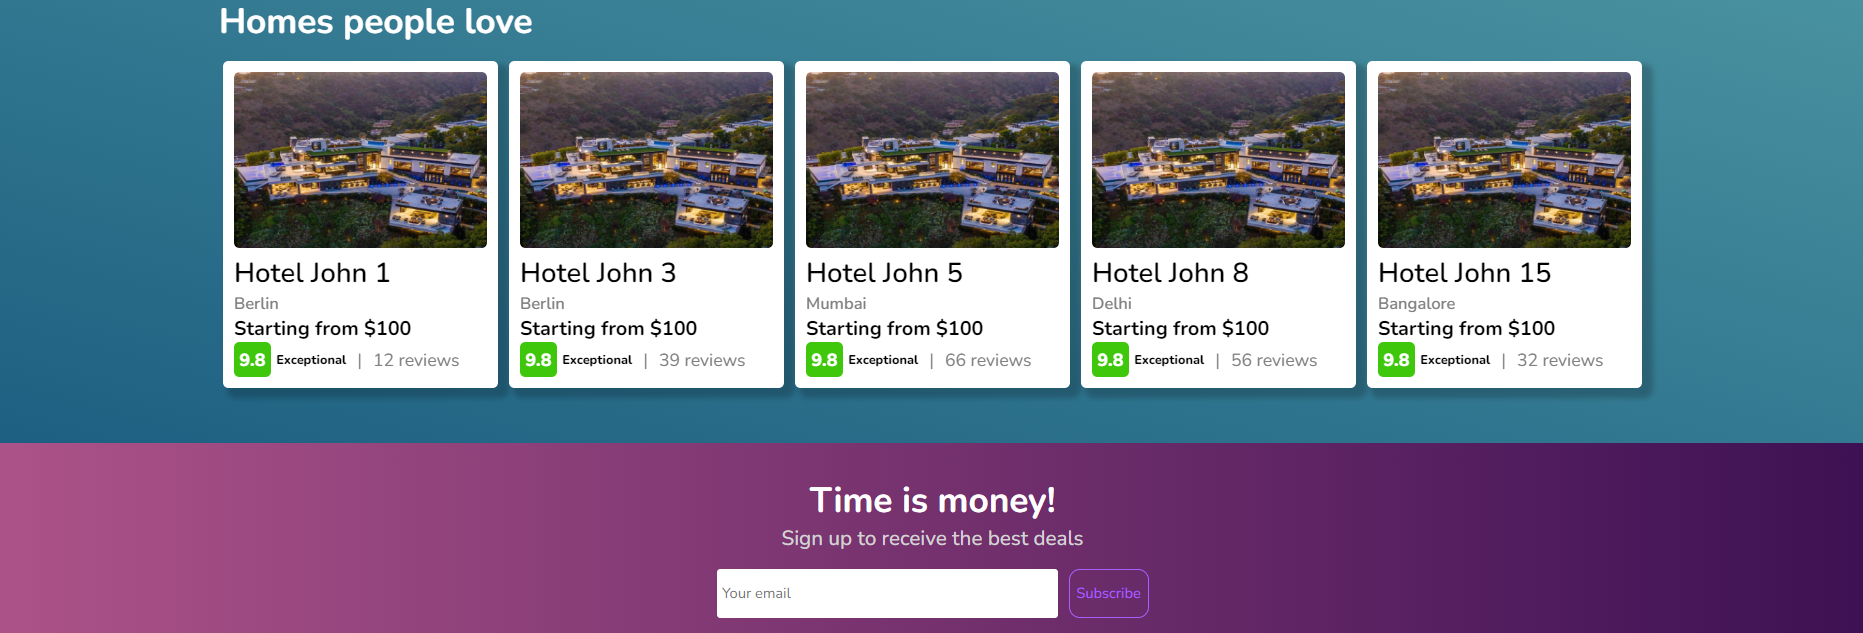 Homes people love
Hotel John 1
Berlin
Starting from $100
9.8 Exceptional | 12 reviews
Hotel John 3
Berlin
Starting from $100
9.8 Exceptional | 39 reviews
Hotel John 5
Mumbai
Starting from $100
9.8 Exceptional | 66 reviews
Hotel John 8
Delhi
Starting from $100
9.8 Exceptional | 56 reviews
Hotel John 15
Bangalore
Starting from $100
9.8 Exceptional | 32 reviews
Time is money!
Sign up to receive the best deals
Your email
Subscribe